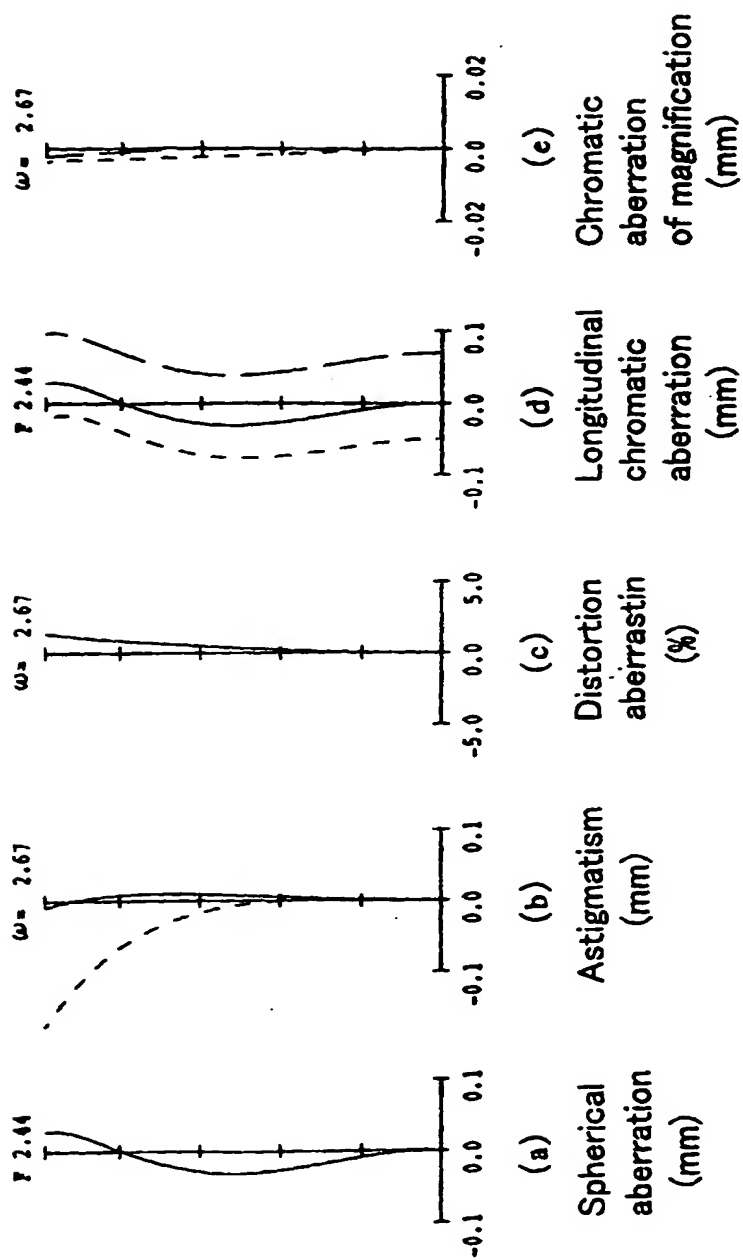 F 2.44
-0.1 0.0 0.1
(a)
Spherical
aberration
(mm)
ω= 2.67
-0.1 0.0 0.1
(b)
Astigmatism
(mm)
ω= 2.67
-5.0 0.0 5.0
(c)
Distortion
aberrastin
(%)
F 2.44
-0.1 0.0 0.1
(d)
Longitudinal
chromatic
aberration
(mm)
ω= 2.67
-0.02 0.0 0.02
(e)
Chromatic
aberration
of magnification
(mm)